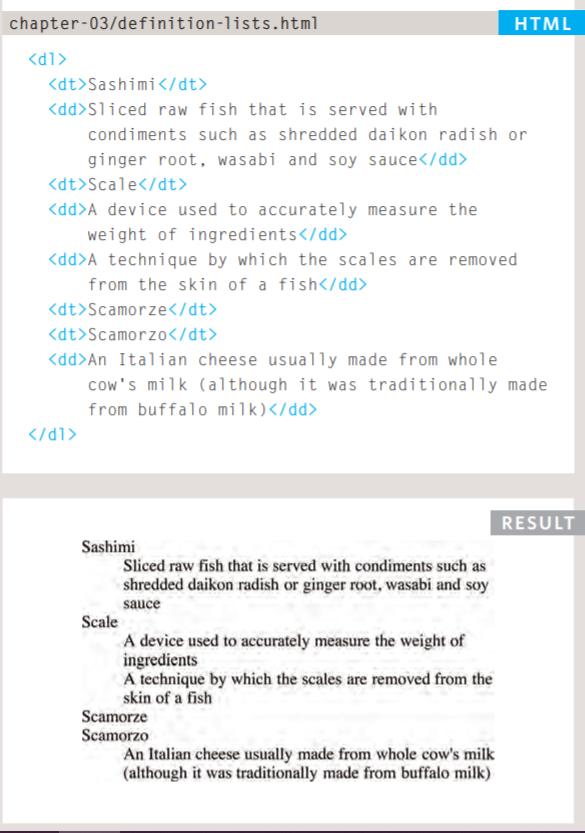 chapter-03/definition-lists.html
HTML
<dl>
<dt>Sashimi</dt>
<dd>Sliced raw fish that is served with
condiments such as shredded daikon radish or
ginger root, wasabi and soy sauce</dd>
<dt>Scale</dt>
<dd>A device used to accurately measure the
weight of ingredients</dd>
<dd>A technique by which the scales are removed
from the skin of a fish</dd>
<dt>Scamorze</dt>
<dt>Scamorzo</dt>
<dd>An Italian cheese usually made from whole
cow's milk (although it was traditionally made
from buffalo milk)</dd>
</dl>
RESULT
Sashimi
Sliced raw fish that is served with condiments such as
shredded daikon radish or ginger root, wasabi and soy
sauce
Scale
A device used to accurately measure the weight of
ingredients
A technique by which the scales are removed from the
skin of a fish
Scamorze
Scamorzo
An Italian cheese usually made from whole cow's milk
(although it was traditionally made from buffalo milk)